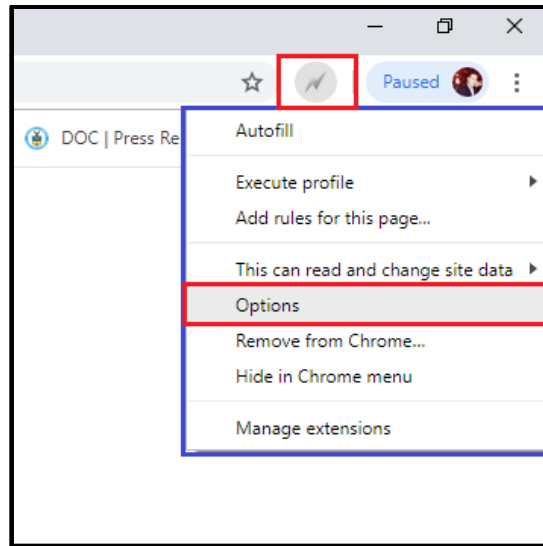 Paused
DOC | Press Re
Autofill
Execute profile
Add rules for this page...
This can read and change site data
Options
Remove from Chrome...
Hide in Chrome menu
Manage extensions